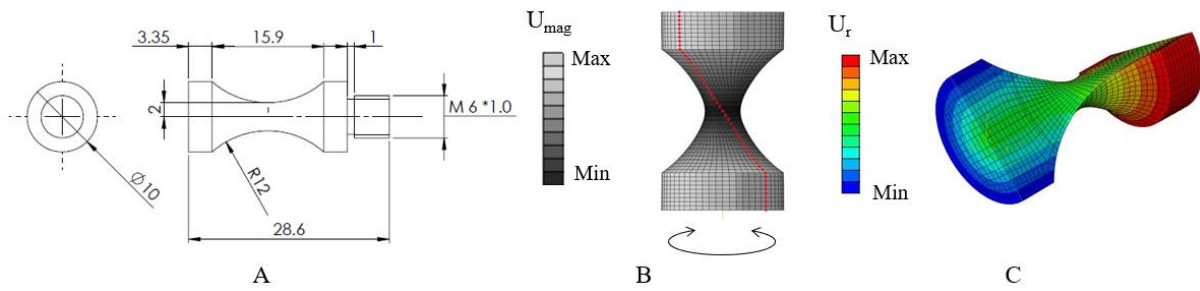 3.35
15.9
1
2
M 6 *1.0
Ø10
R12
28.6
A
U_mag
Max
Min
B
U_r
Max
Min
C